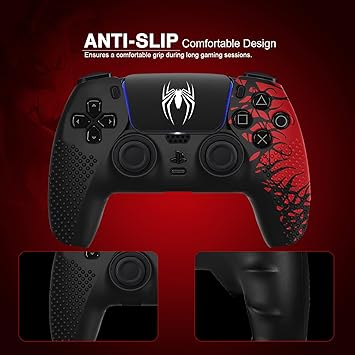 ANTI-SLIP Comfortable Design
Ensures a comfortable grip during long gaming sessions.